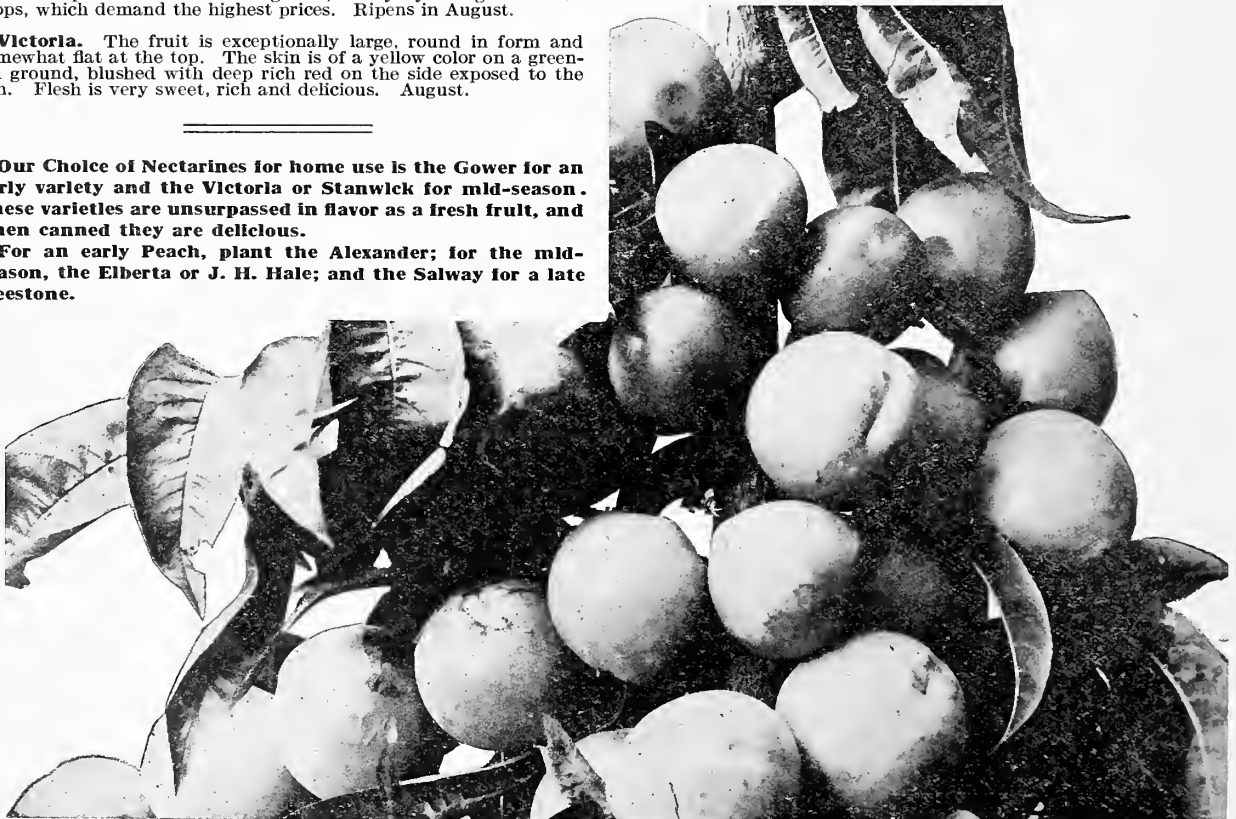 ops, which demand the highest prices. Ripens in August.
Victoria. The fruit is exceptionally large, round in form and
mewhat flat at the top. The skin is of a yellow color on a green-
ground, blushed with deep rich red on the side exposed to the
n. Flesh is very sweet, rich and delicious. August.
Our Choice of Nectarines for home use is the Gower for an
rly variety and the Victoria or Stanwick for mid-season.
hese varieties are unsurpassed in flavor as a fresh fruit, and
hen canned they are delicious.
For an early Peach, plant the Alexander; for the mid-
ason, the Elberta or J. H. Hale; and the Salway for a late
eestone.